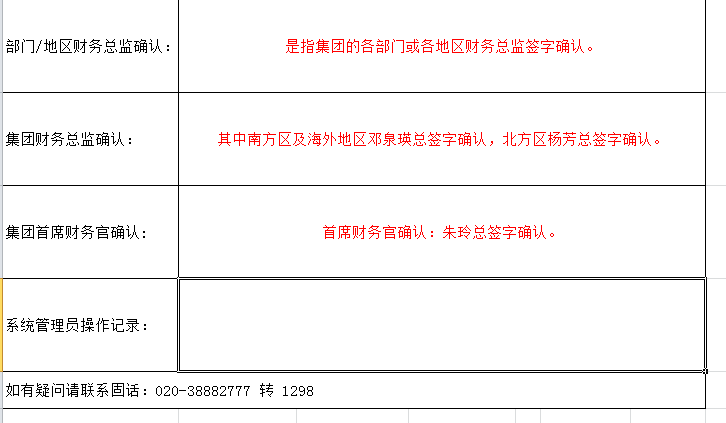 部门/地区财务总监确认：
是指集团的各部门或各地区财务总监签字确认。
集团财务总监确认：
其中南方区及海外地区邓泉瑛总签字确认，北方区杨芳总签字确认。
集团首席财务官确认：
首席财务官确认：朱玲总签字确认。
系统管理员操作记录：
如有疑问请联系固话：020-38882777 转 1298